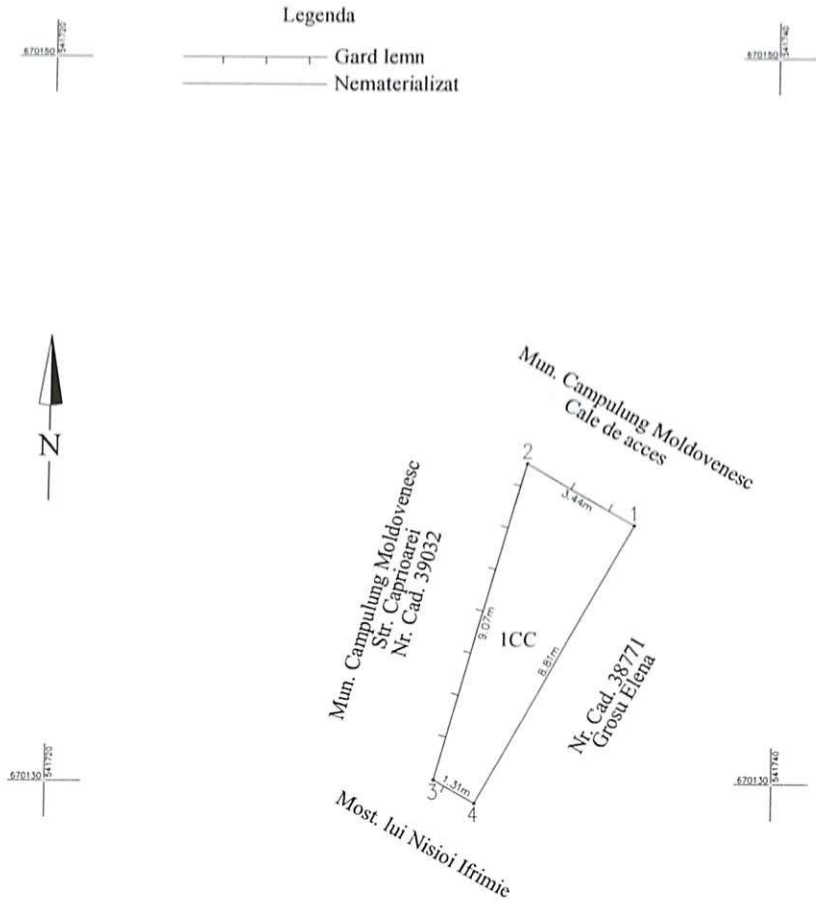 Legenda
Gard lemn
Nematerializat
670150
541720
670150
541740
N
Mun. Campulung Moldovenesc
Cale de acces
2
3.44m
1
Mun. Campulung Moldovenesc
Str. Caprioarei
Nr. Cad. 39032
9.07m
1CC
8.81m
Nr. Cad. 38771
Grosu Elena
670130
541720
3
1.31m
4
670130
541740
Most. lui Nisioi Ifrimie